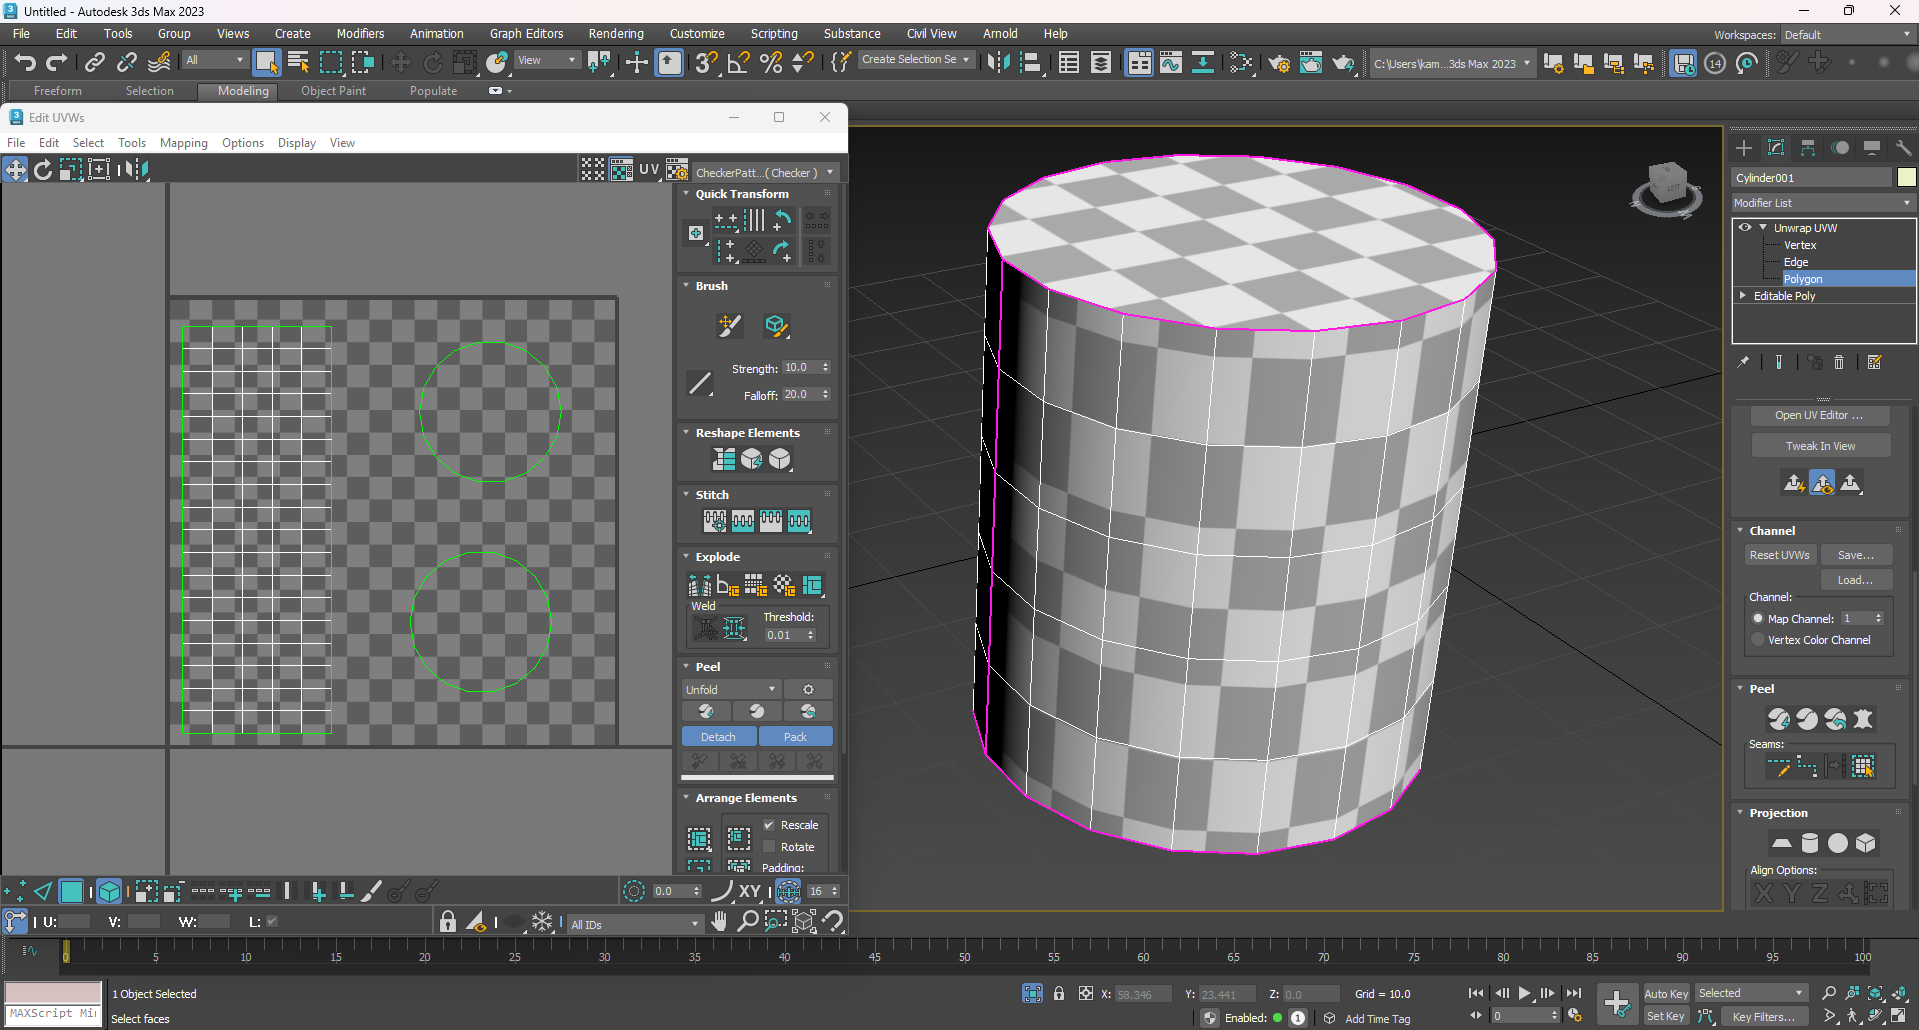 Untitled - Autodesk 3ds Max 2023
File Edit Tools Group Views Create Modifiers Animation Graph Editors Rendering Customize Scripting Substance Civil View Arnold Help
Workspaces: Default
All View Create Selection Se C:\Users\kam...3ds Max 2023 14
Freeform Selection Modeling Object Paint Populate
Edit UVWs
File Edit Select Tools Mapping Options Display View
UV CheckerPatt...( Checker )
Quick Transform
Brush
Strength: 10.0
Falloff: 20.0
Reshape Elements
Stitch
Explode
Weld
Threshold:
0.01
Peel
Unfold
Detach Pack
Arrange Elements
Rescale
Rotate
Padding:
0.0 XY 16
U: V: W: L: All IDs
LEFT
Cylinder001
Modifier List
Unwrap UVW
Vertex
Edge
Polygon
Editable Poly
Open UV Editor ...
Tweak In View
Channel
Reset UVWs Save...
Load...
Channel:
Map Channel: 1
Vertex Color Channel
Peel
Seams:
Projection
Align Options:
X Y Z
0 5 10 15 20 25 30 35 40 45 50 55 60 65 70 75 80 85 90 95 100
1 Object Selected
X: 58.346 Y: 23.441 Z: 0.0 Grid = 10.0
Auto Key Selected
MAXScript Mi
Select faces
Enabled: 1 Add Time Tag
0
Set Key Key Filters...